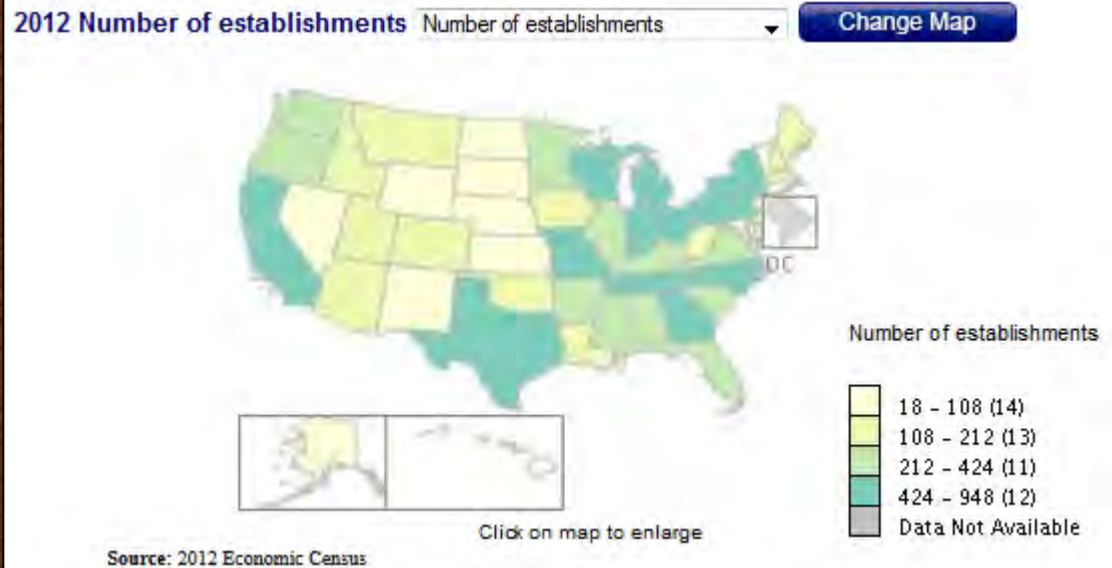 2012 Number of establishments Number of establishments Change Map
DC
Number of establishments
18 - 108 (14)
108 - 212 (13)
212 - 424 (11)
424 - 948 (12)
Data Not Available
Click on map to enlarge
Source: 2012 Economic Census